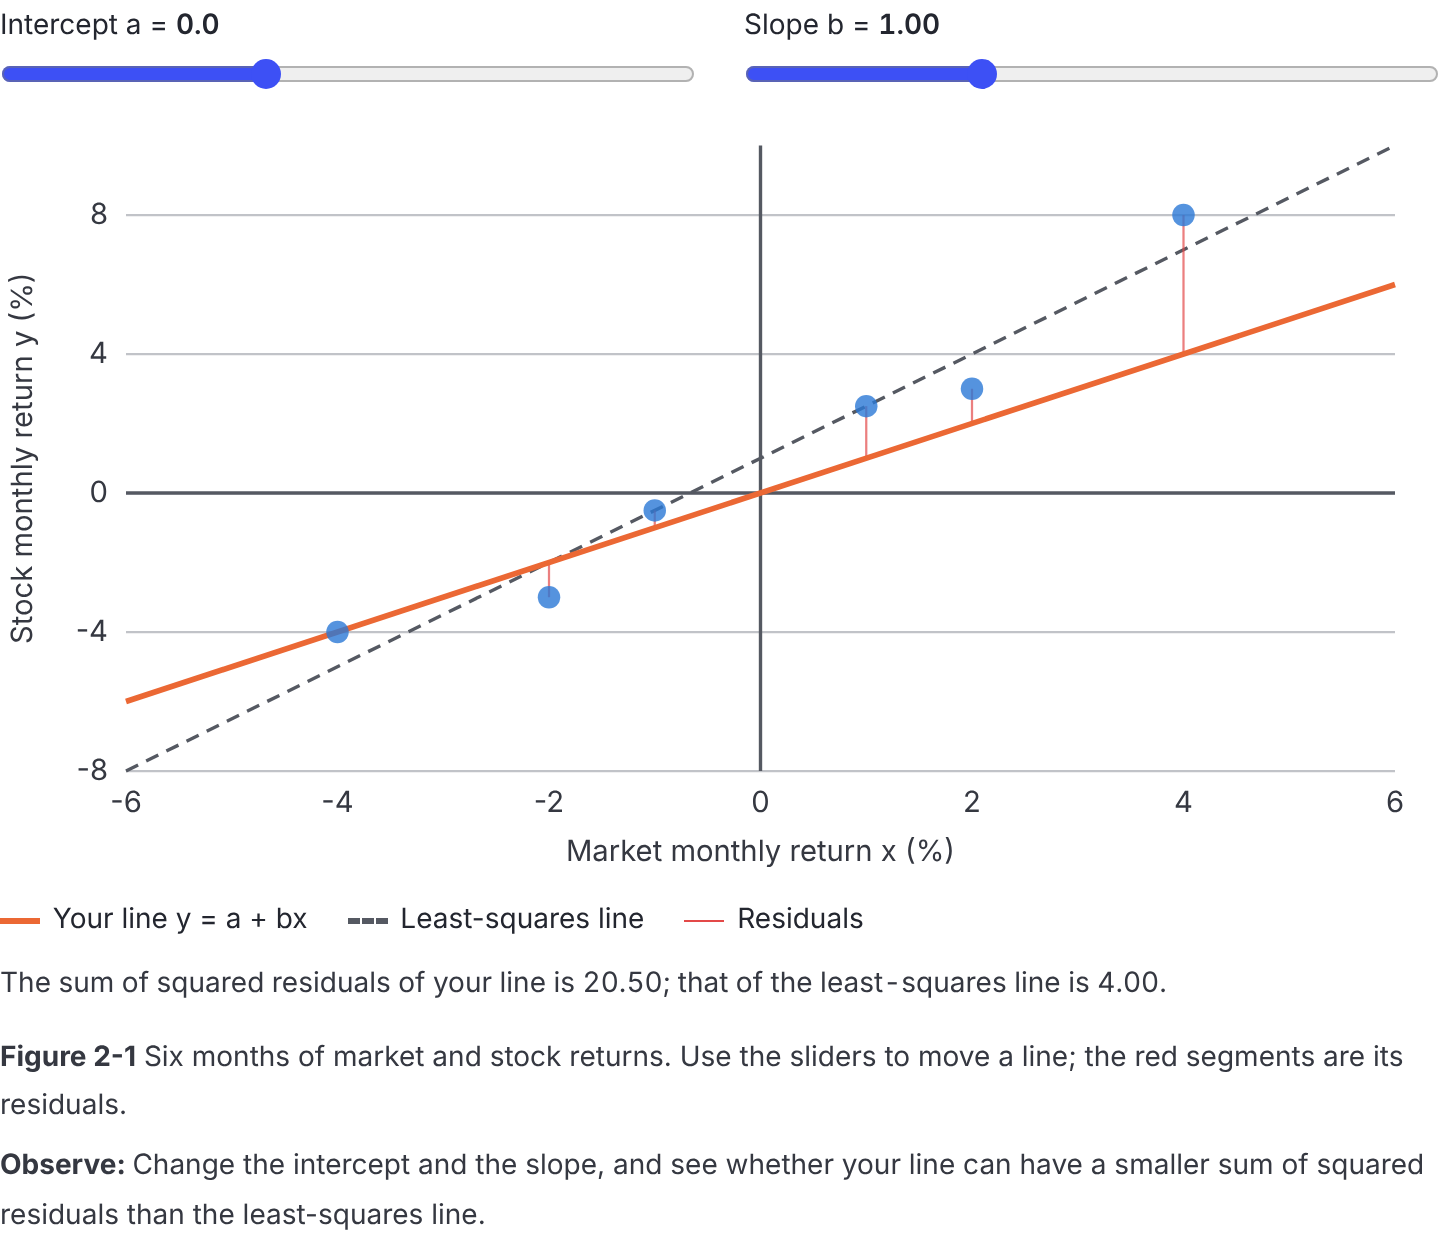 Intercept a = 0.0
Slope b = 1.00
Stock monthly return y (%)
8
4
0
-4
-8
-6 -4 -2 0 2 4 6
Market monthly return x (%)
Your line y = a + bx Least-squares line Residuals
The sum of squared residuals of your line is 20.50; that of the least-squares line is 4.00.
Figure 2-1 Six months of market and stock returns. Use the sliders to move a line; the red segments are its
residuals.
Observe: Change the intercept and the slope, and see whether your line can have a smaller sum of squared
residuals than the least-squares line.